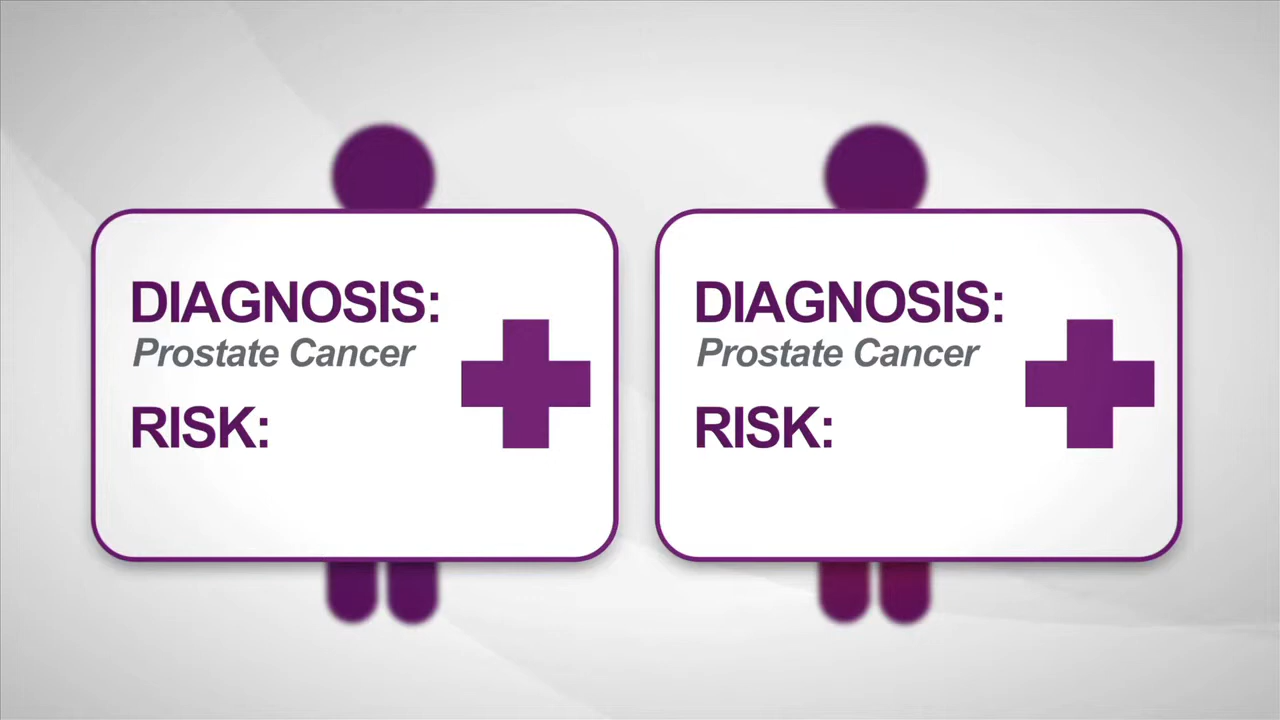 DIAGNOSIS:
Prostate Cancer
RISK:
DIAGNOSIS:
Prostate Cancer
RISK: